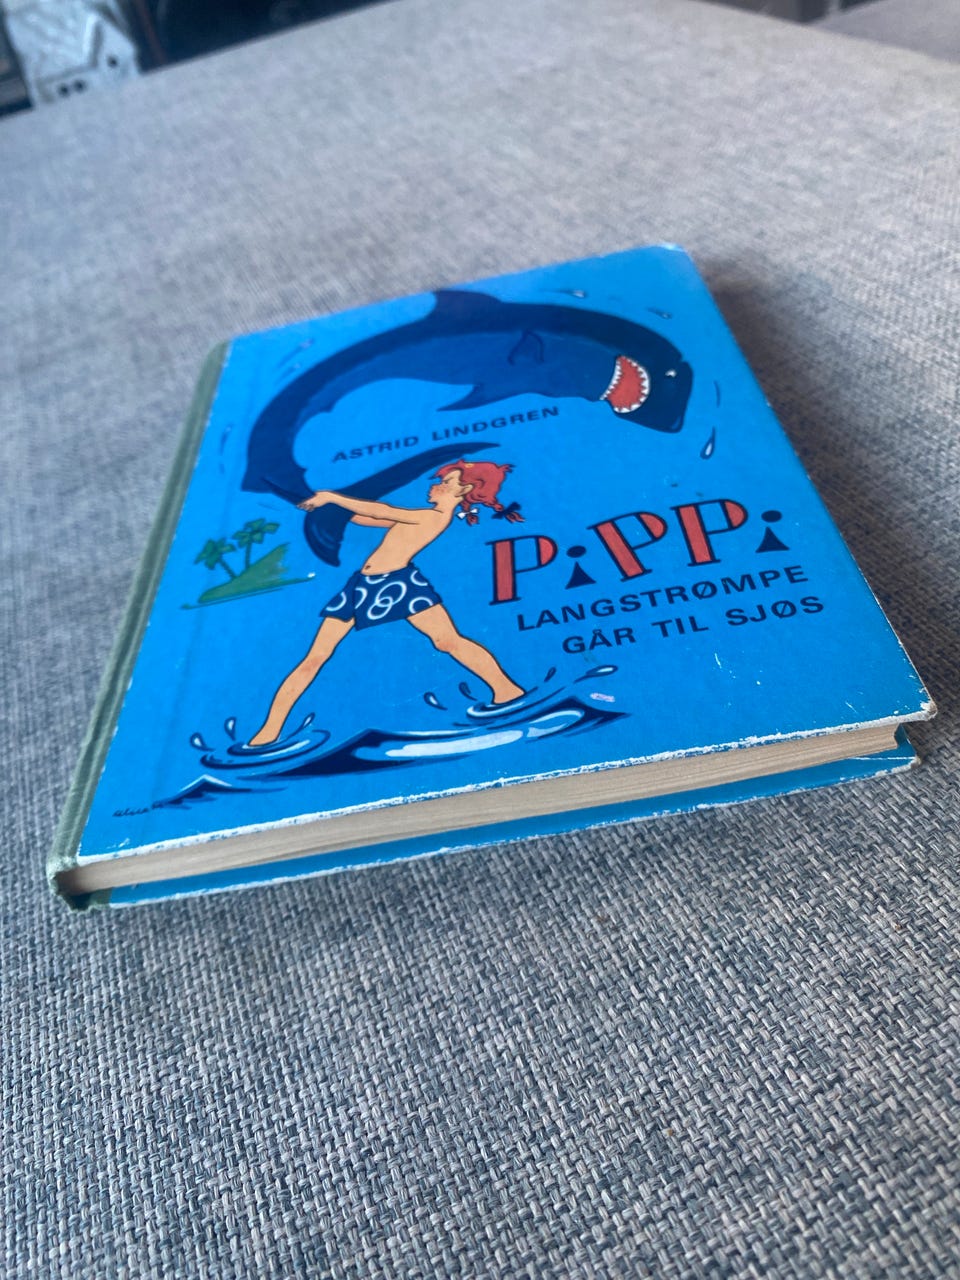 ASTRID LINDGREN
PiPPi
LANGSTRØMPE
GÅR TIL SJØS